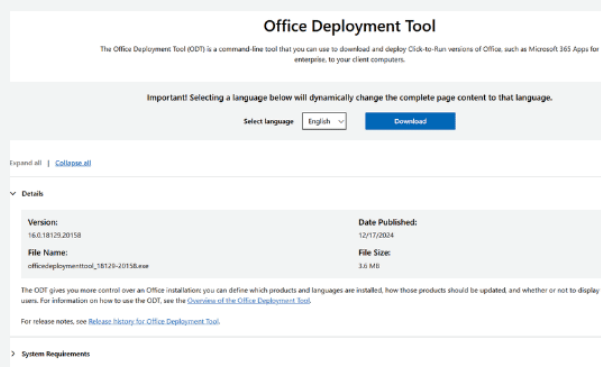 Office Deployment Tool
The Office Deployment Tool (ODT) is a command-line tool that you can use to download and deploy Click-to-Run versions of Office, such as Microsoft 365 Apps for
enterprise, to your client computers.
Important! Selecting a language below will dynamically change the complete page content to that language.
Select language English Download
Expand all | Collapse all
Details
Version: Date Published:
16.0.18129.20158 12/17/2024
File Name: File Size:
officedeploymenttool_18129-20158.exe 3.6 MB
The ODT gives you more control over an Office installation: you can define which products and languages are installed, how those products should be updated, and whether or not to display
users. For information on how to use the ODT, see the Overview of the Office Deployment Tool.
For release notes, see Release history for Office Deployment Tool.
System Requirements